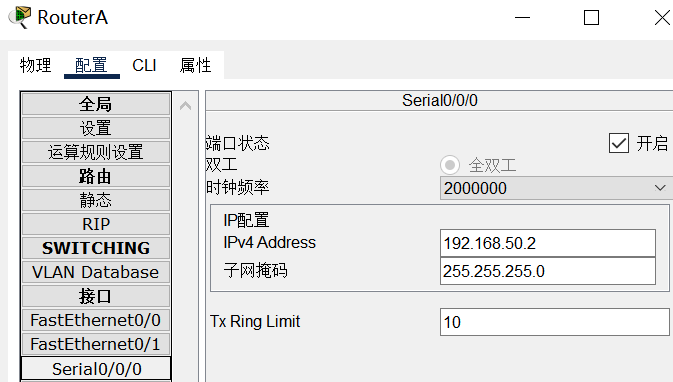 RouterA
物理 配置 CLI 属性
全局
设置
运算规则设置
路由
静态
RIP
SWITCHING
VLAN Database
接口
FastEthernet0/0
FastEthernet0/1
Serial0/0/0
Serial0/0/0
端口状态 开启
双工 全双工
时钟频率 2000000
IP配置
IPv4 Address 192.168.50.2
子网掩码 255.255.255.0
Tx Ring Limit 10